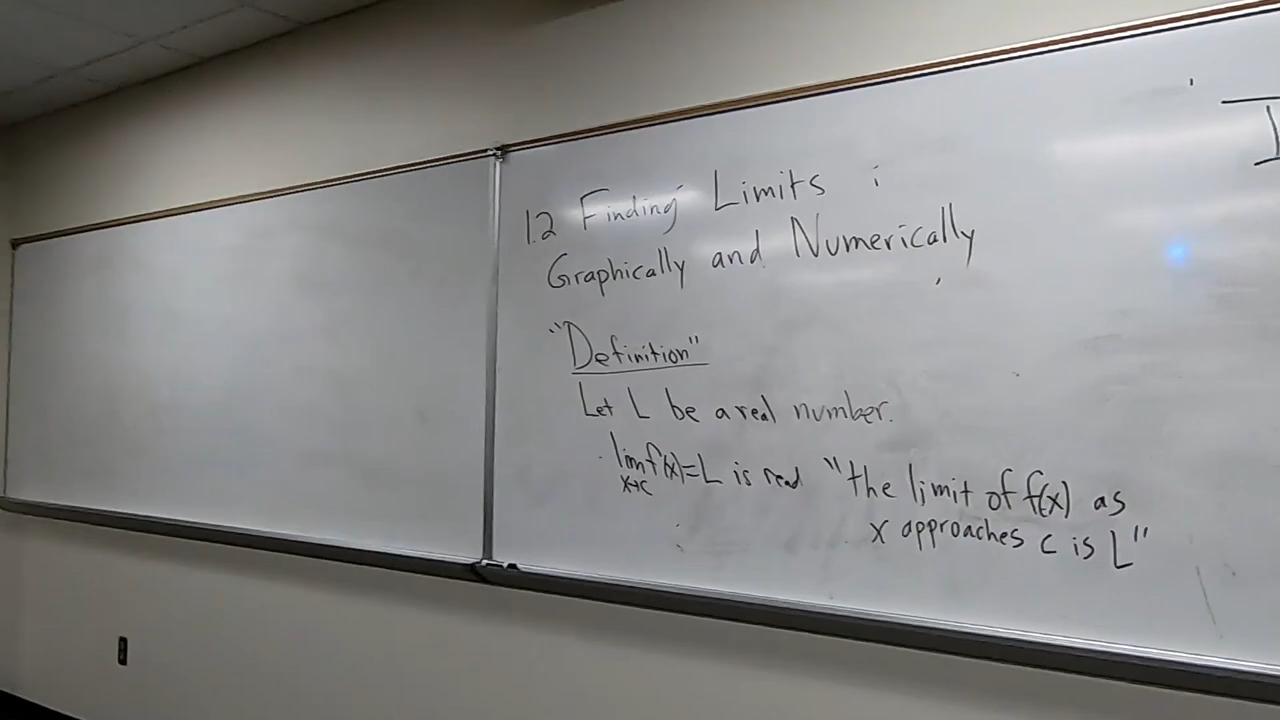 1.2 Finding Limits :
Graphically and Numerically
"Definition"
Let L be a real number.
lim f(x)=L is read "the limit of f(x) as
x→c
x approaches c is L"
I